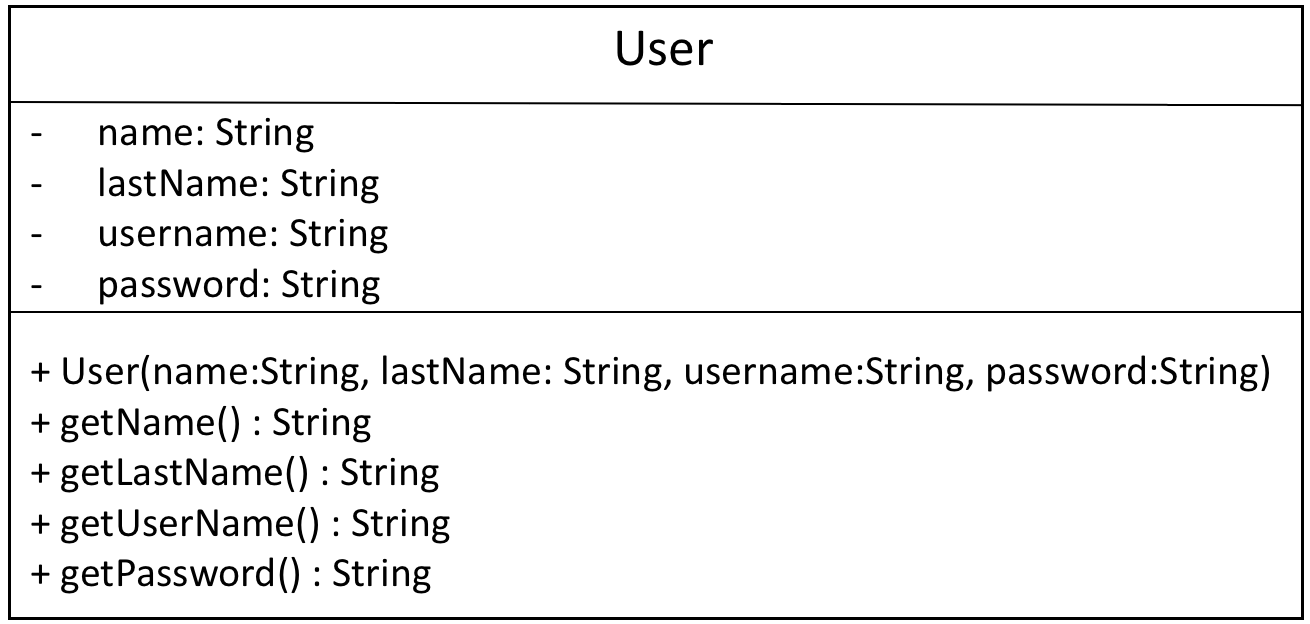 User
- name: String
- lastName: String
- username: String
- password: String
+ User(name:String, lastName: String, username:String, password:String)
+ getName() : String
+ getLastName() : String
+ getUserName() : String
+ getPassword() : String